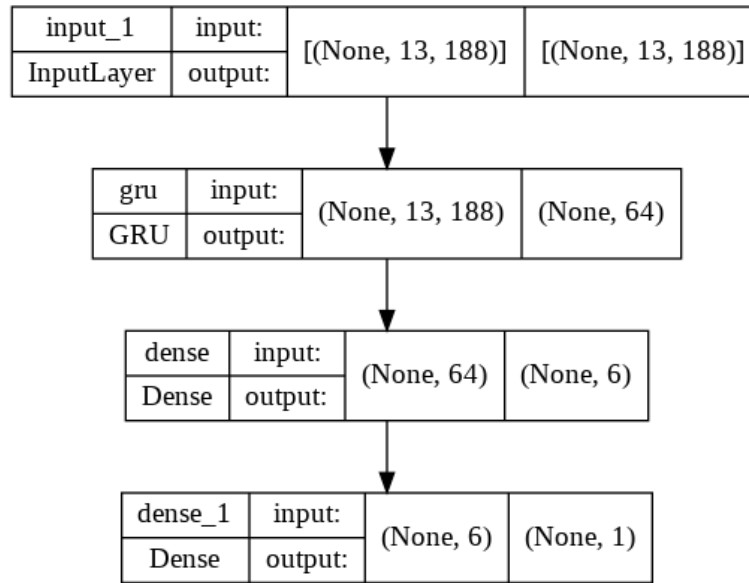 input_1 input: [(None, 13, 188)] [(None, 13, 188)]
InputLayer output:
gru input: (None, 13, 188) (None, 64)
GRU output:
dense input: (None, 64) (None, 6)
Dense output:
dense_1 input: (None, 6) (None, 1)
Dense output: